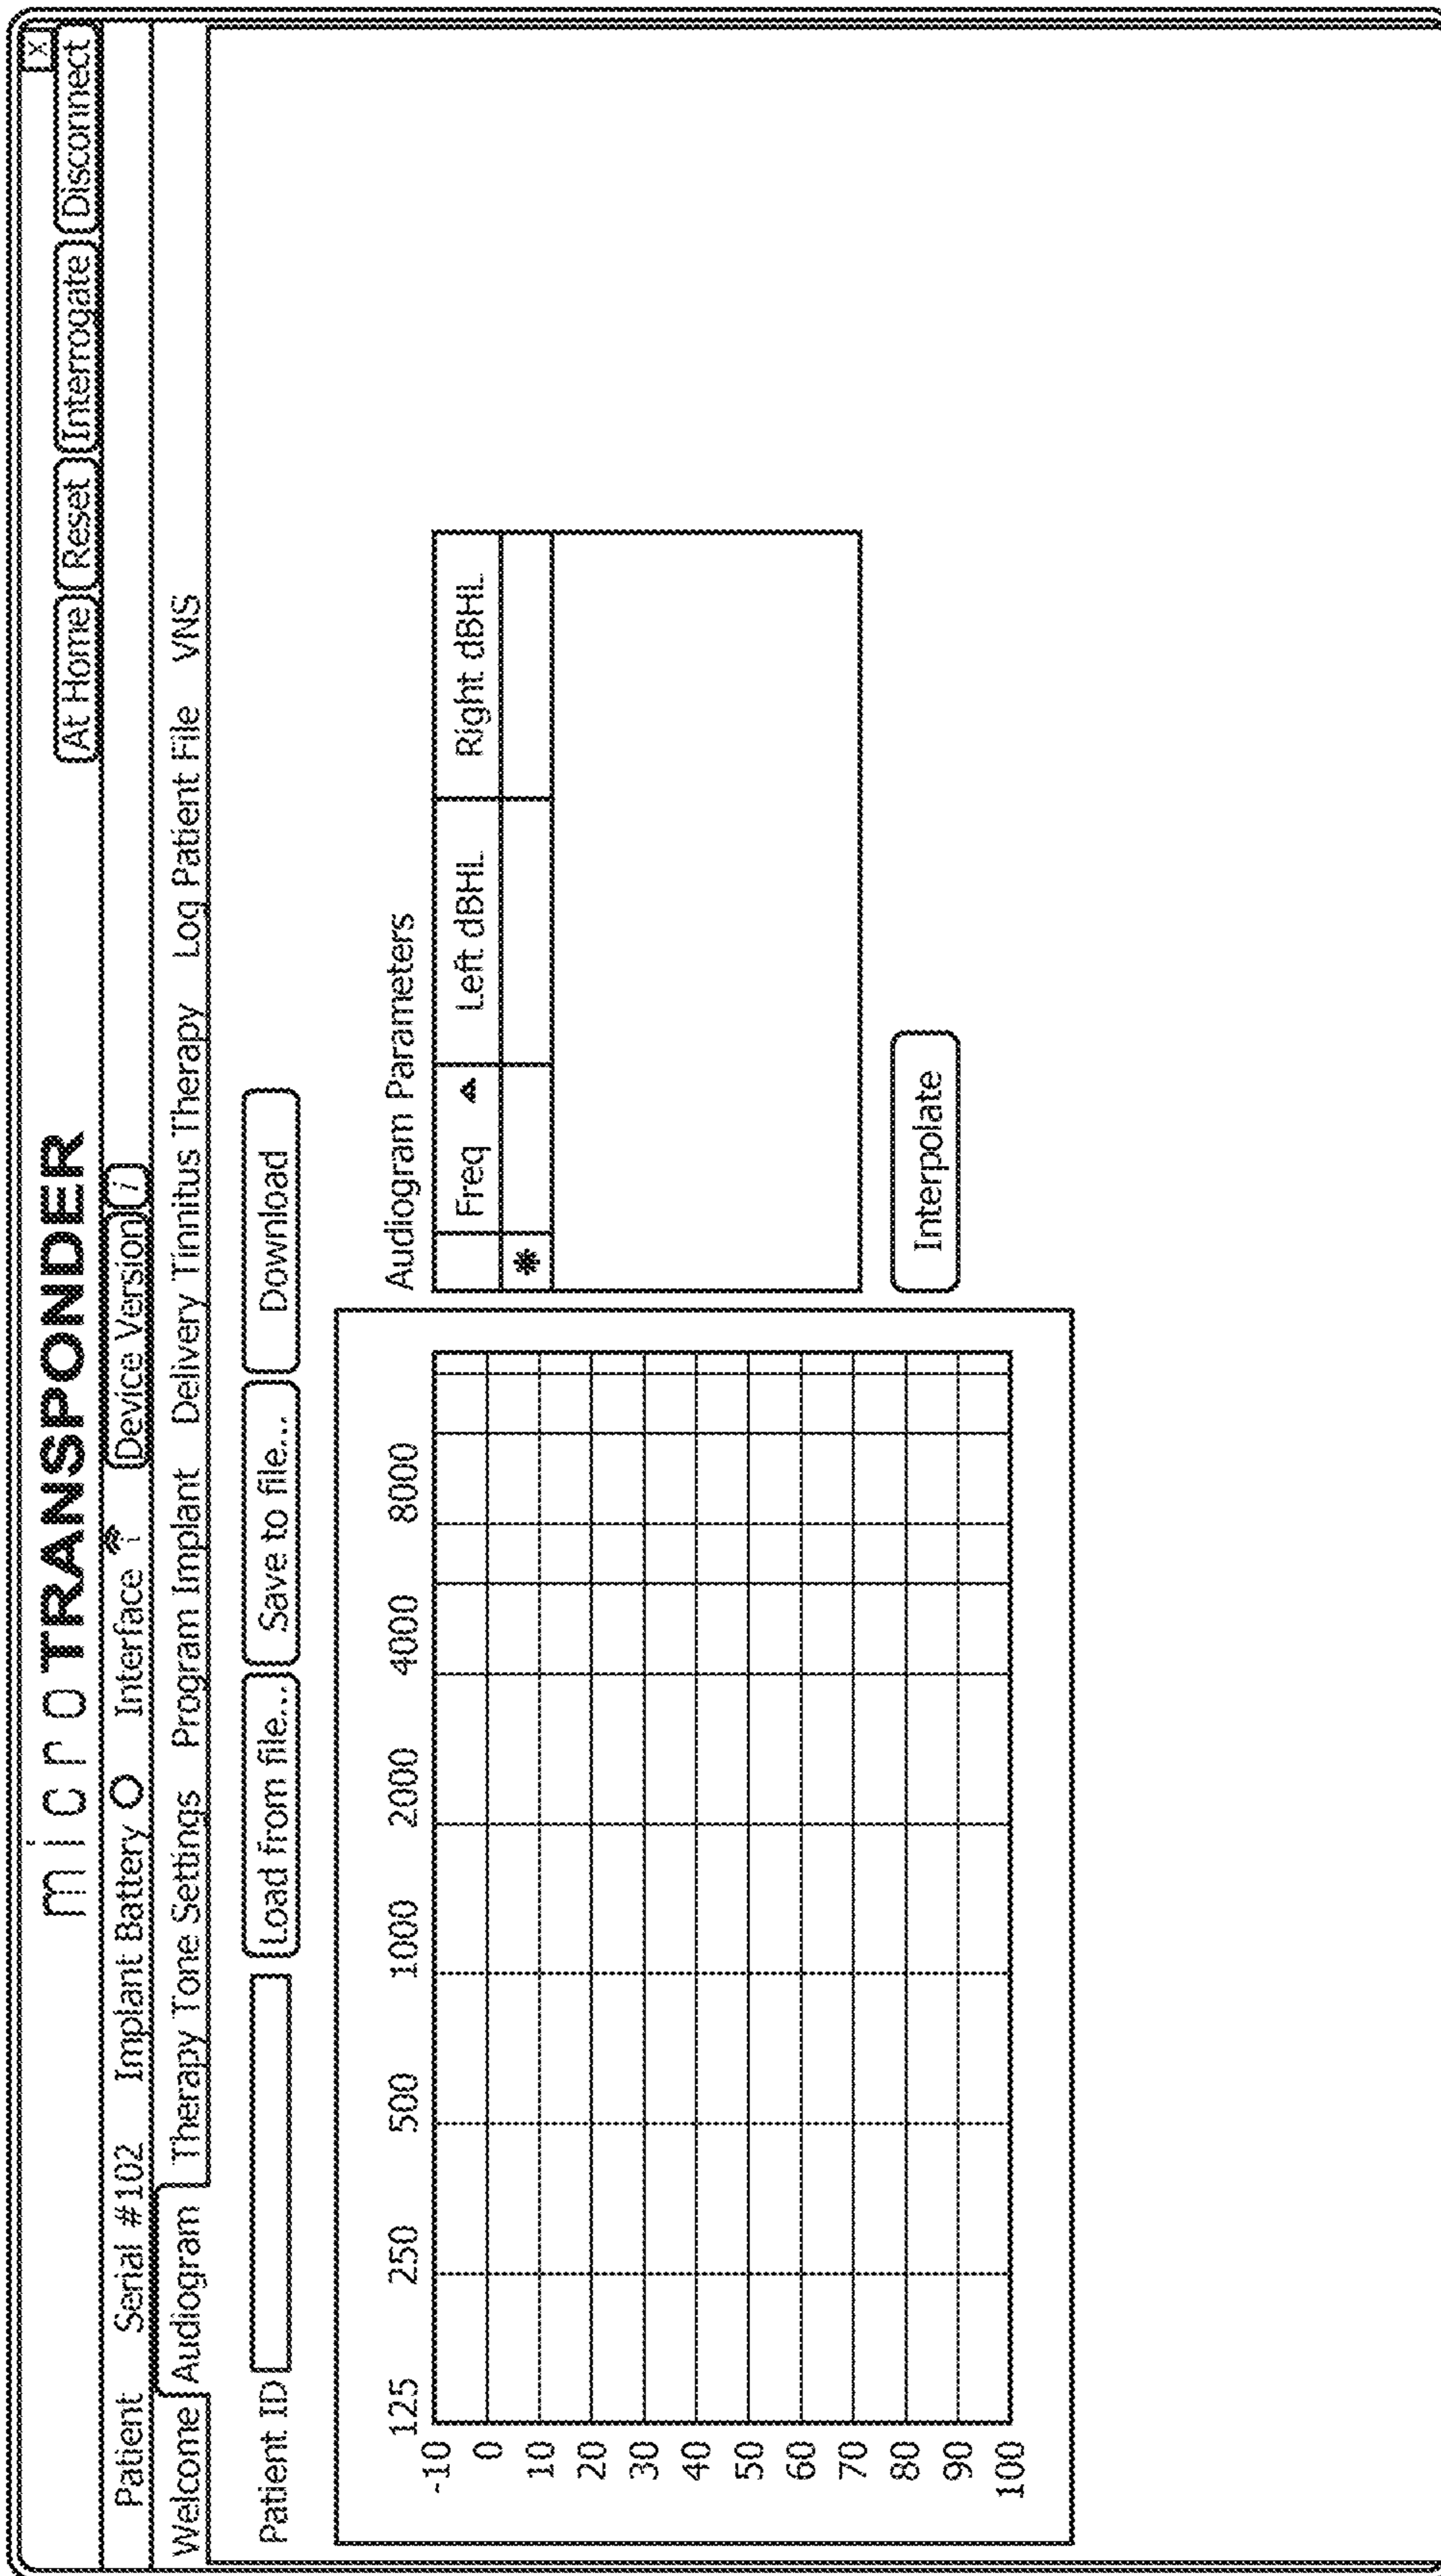 microTRANSPONDER
X
At Home Reset Interrogate Disconnect
Patient Serial #102 Implant Battery Interface i Device Version i
Welcome Audiogram Therapy Tone Settings Program Implant Delivery Tinnitus Therapy Log Patient File VNS
Patient ID Load from file... Save to file... Download
Audiogram Parameters
125 250 500 1000 2000 4000 8000
Freq Left dBHL Right dBHL
*
-10
0
10
20
30
40
50
60
70
80
90
100
Interpolate